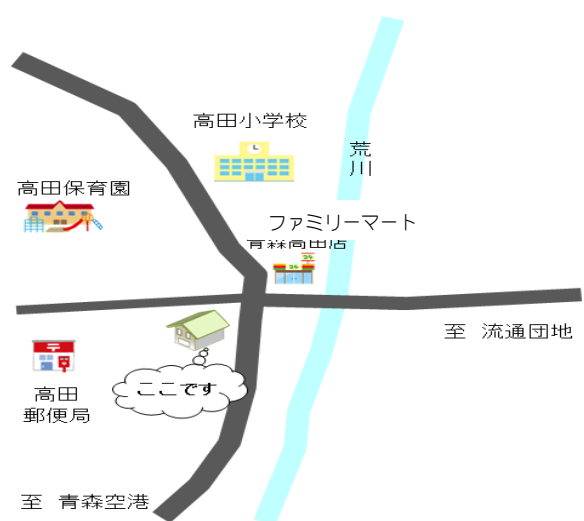 高田小学校
荒
川
高田保育園
ファミリーマート
青森高田店
至 流通団地
ここです
高田
郵便局
至 青森空港